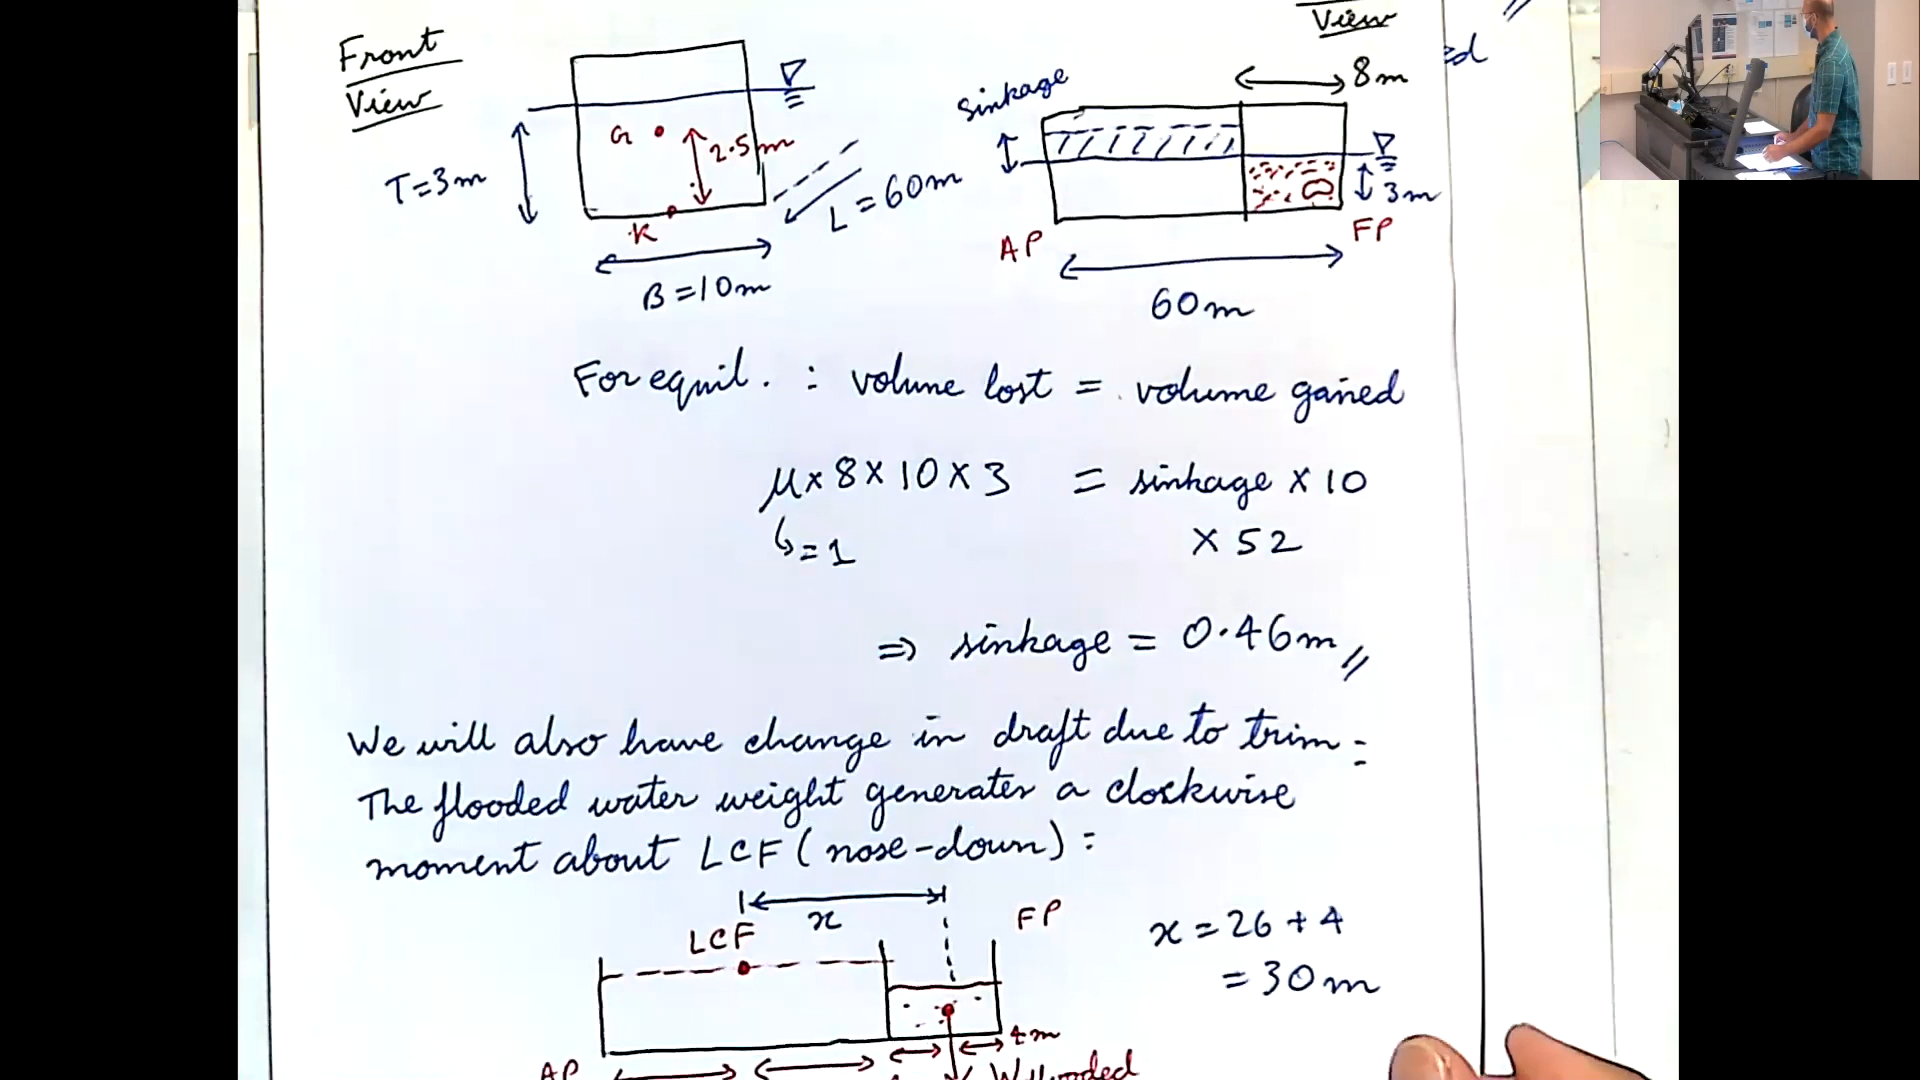 Front
View
T=3m
G
2.5m
K
B=10m
L=60m
View
8m
sinkage
3m
AP
FP
60m
For equil. : volume lost = volume gained
μ × 8 × 10 × 3 = sinkage × 10
↳ = 1
× 52
⇒ sinkage = 0.46m //
We will also have change in draft due to trim :
The flooded water weight generates a clockwise
moment about LCF (nose-down) :
x
LCF
FP
x = 26 + 4
= 30m
4m
AP